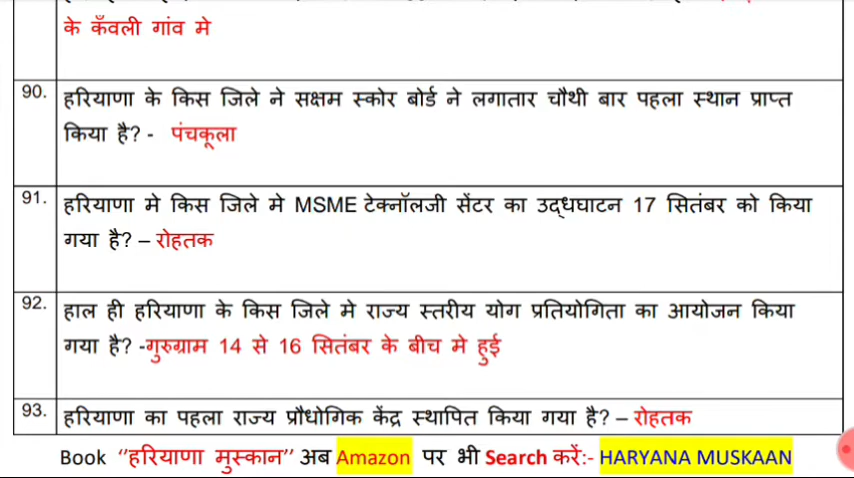 के कँवली गांव मे
90. हरियाणा के किस जिले ने सक्षम स्कोर बोर्ड ने लगातार चौथी बार पहला स्थान प्राप्त
किया है? - पंचकूला
91. हरियाणा मे किस जिले मे MSME टेक्नॉलजी सेंटर का उद्धघाटन 17 सितंबर को किया
गया है? – रोहतक
92. हाल ही हरियाणा के किस जिले मे राज्य स्तरीय योग प्रतियोगिता का आयोजन किया
गया है? -गुरुग्राम 14 से 16 सितंबर के बीच मे हुई
93. हरियाणा का पहला राज्य प्रौधोगिक केंद्र स्थापित किया गया है? – रोहतक
Book ‘‘हरियाणा मुस्कान’’ अब Amazon पर भी Search करें:- HARYANA MUSKAAN